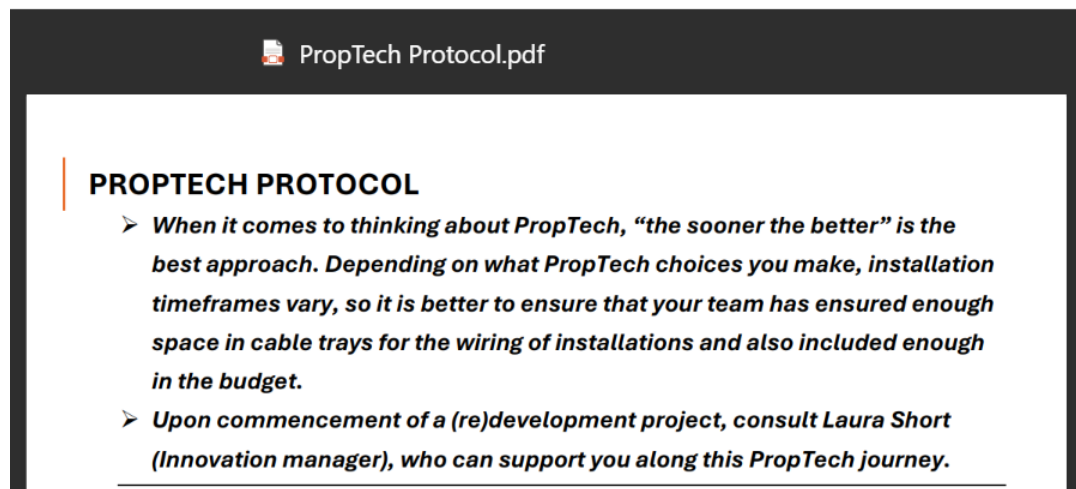 PropTech Protocol.pdf
PROPTECH PROTOCOL
➢ When it comes to thinking about PropTech, “the sooner the better” is the
best approach. Depending on what PropTech choices you make, installation
timeframes vary, so it is better to ensure that your team has ensured enough
space in cable trays for the wiring of installations and also included enough
in the budget.
➢ Upon commencement of a (re)development project, consult Laura Short
(Innovation manager), who can support you along this PropTech journey.